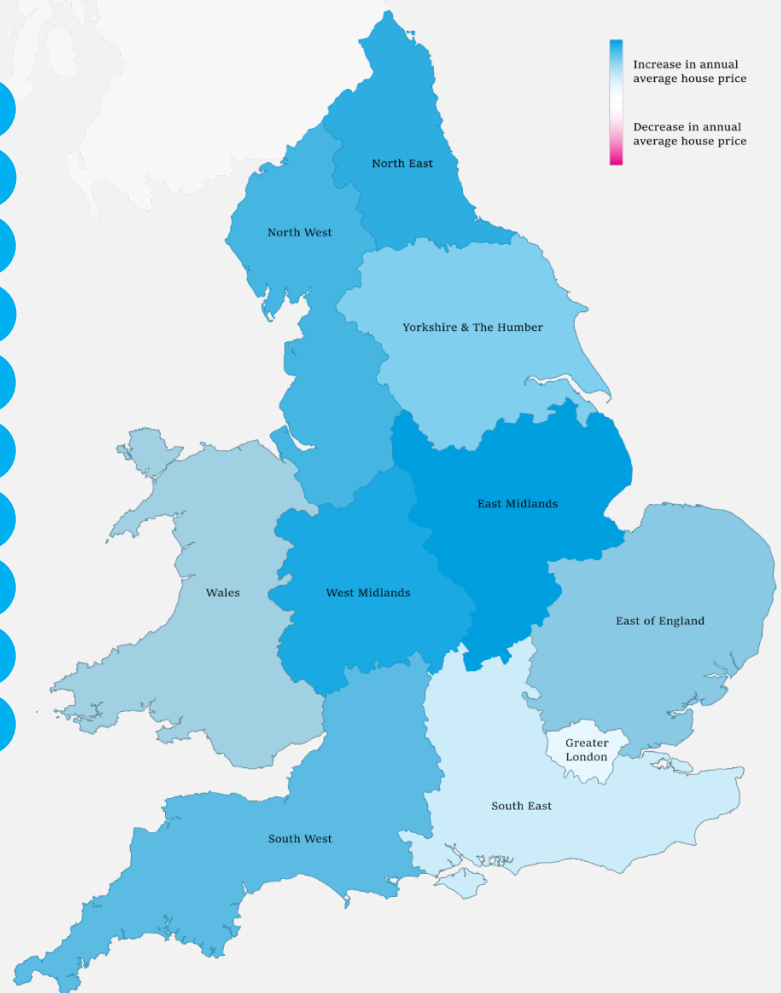 Increase in annual
average house price
Decrease in annual
average house price
North East
North West
Yorkshire & The Humber
East Midlands
Wales
West Midlands
East of England
Greater
London
South East
South West